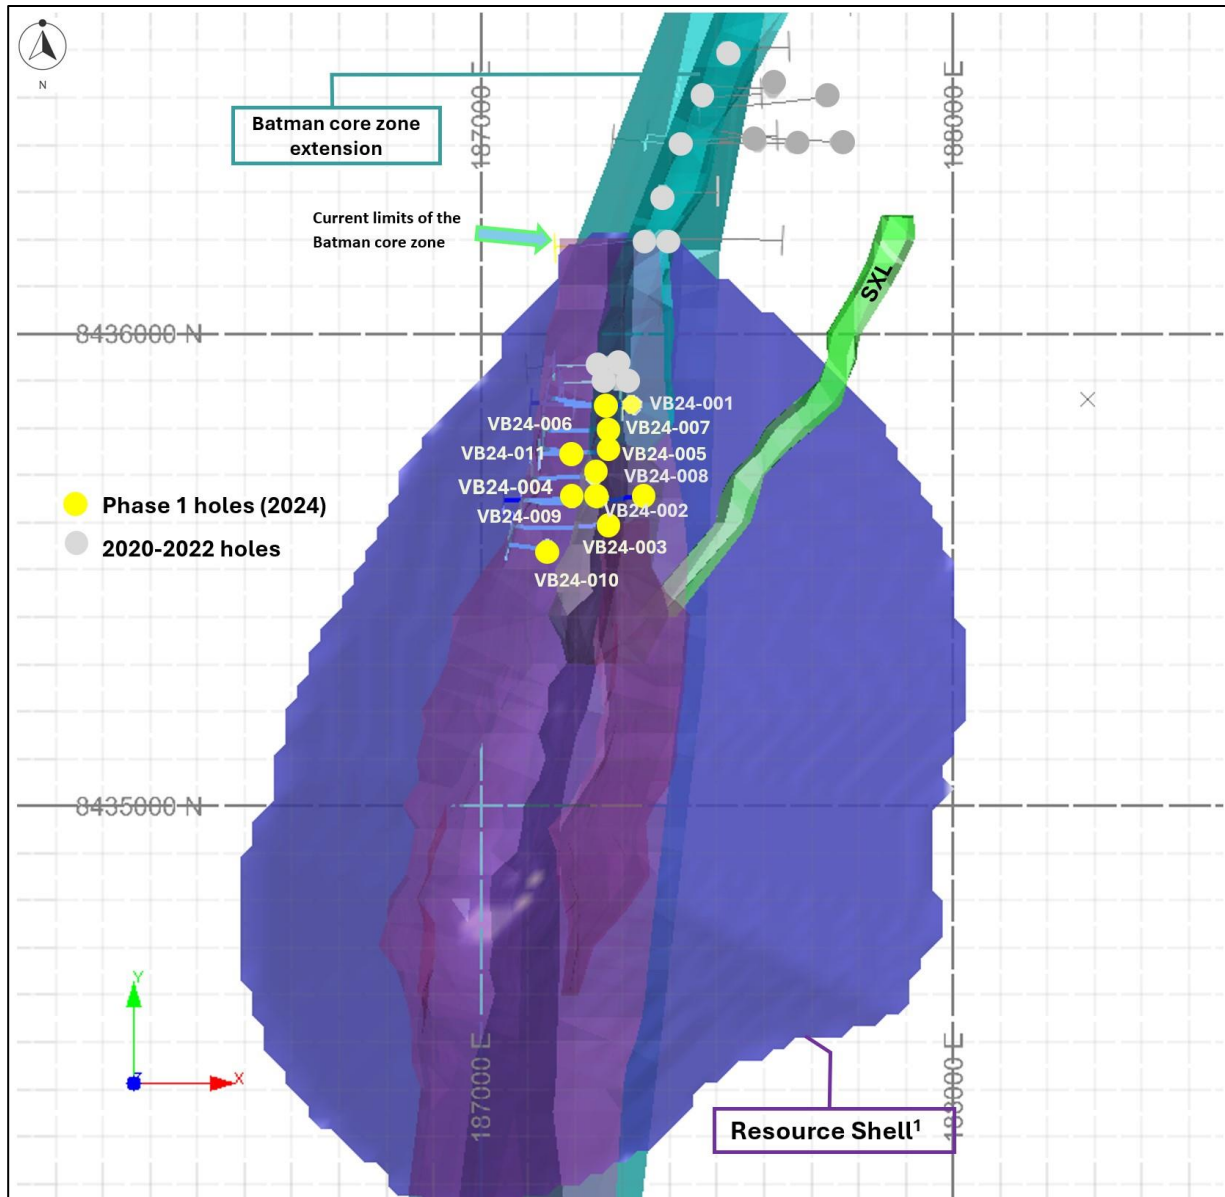 N
187000 E
188000 E
Batman core zone
extension
Current limits of the
Batman core zone
SXL
8436000 N
VB24-001
VB24-006
VB24-007
VB24-011
VB24-005
VB24-008
VB24-004
VB24-002
VB24-009
VB24-003
VB24-010
Phase 1 holes (2024)
2020-2022 holes
8435000 N
Y
Z
X
187000 E
188000 E
Resource Shell¹